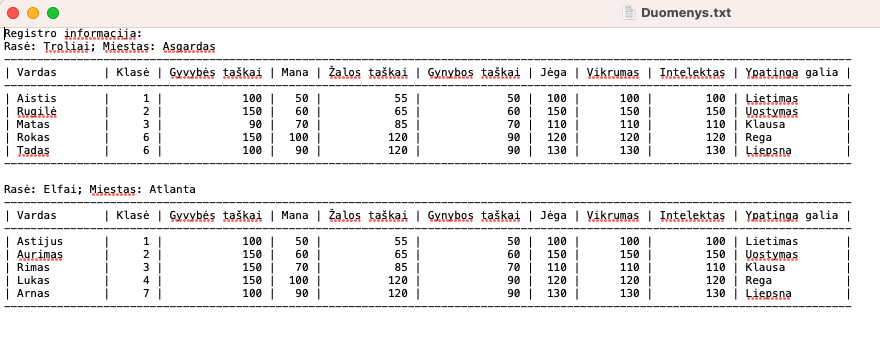 Duomenys.txt
Registro informacija:
Rasė: Troliai; Miestas: Asgardas
| Vardas | Klasė | Gyvybės taškai | Mana | Žalos taškai | Gynybos taškai | Jėga | Vikrumas | Intelektas | Ypatinga galia |
| Aistis | 1 | 100 | 50 | 55 | 50 | 100 | 100 | 100 | Lietimas |
| Rugilė | 2 | 150 | 60 | 65 | 60 | 150 | 150 | 150 | Uostymas |
| Matas | 3 | 90 | 70 | 85 | 70 | 110 | 110 | 110 | Klausa |
| Rokas | 6 | 150 | 100 | 120 | 90 | 120 | 120 | 120 | Rega |
| Tadas | 6 | 100 | 90 | 120 | 90 | 130 | 130 | 130 | Liepsna |
Rasė: Elfai; Miestas: Atlanta
| Vardas | Klasė | Gyvybės taškai | Mana | Žalos taškai | Gynybos taškai | Jėga | Vikrumas | Intelektas | Ypatinga galia |
| Astijus | 1 | 100 | 50 | 55 | 50 | 100 | 100 | 100 | Lietimas |
| Aurimas | 2 | 150 | 60 | 65 | 60 | 150 | 150 | 150 | Uostymas |
| Rimas | 3 | 150 | 70 | 85 | 70 | 110 | 110 | 110 | Klausa |
| Lukas | 4 | 150 | 100 | 120 | 90 | 120 | 120 | 120 | Rega |
| Arnas | 7 | 100 | 90 | 120 | 90 | 130 | 130 | 130 | Liepsna |